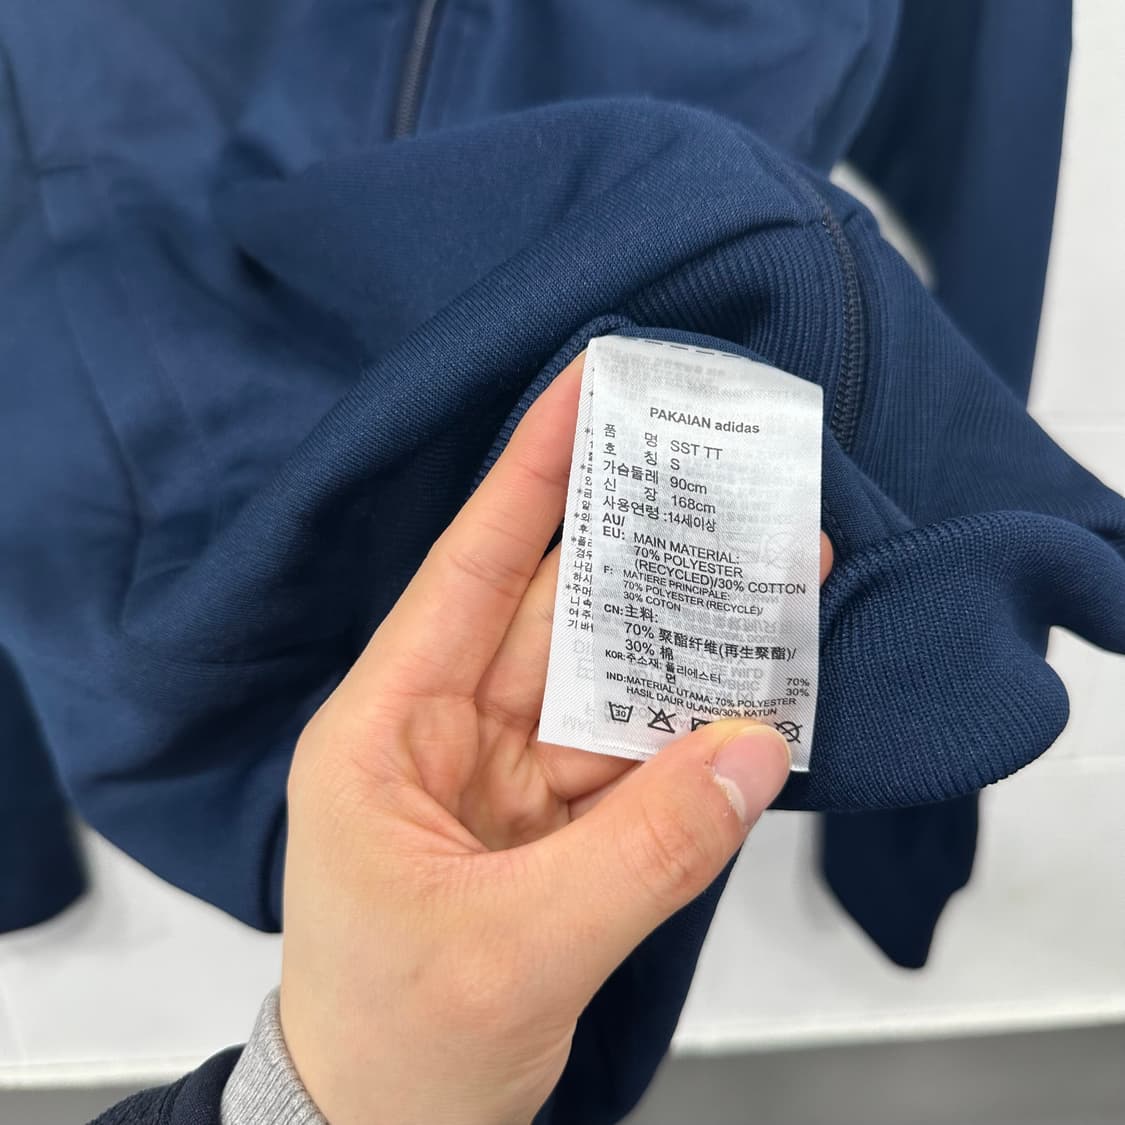 PAKAIAN adidas
품 명 SST TT
호 칭 S
가슴둘레 90cm
신 장 168cm
사용연령 :14세이상
AU/
EU: MAIN MATERIAL:
70% POLYESTER
(RECYCLED)/30% COTTON
F: MATIERE PRINCIPALE:
70% POLYESTER (RECYCLÉ)/
30% COTON
CN:主料:
70% 聚酯纤维(再生聚酯)/
30% 棉
KOR:주소재: 폴리에스터 70%
면 30%
IND:MATERIAL UTAMA: 70% POLYESTER
HASIL DAUR ULANG/30% KATUN
30